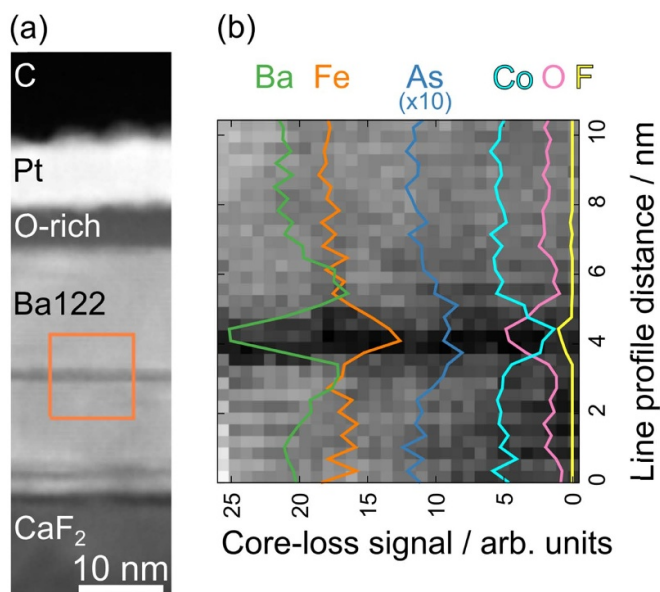 (a)
C
Pt
O-rich
Ba122
CaF₂
10 nm
(b)
Ba Fe As Co O F
(x10)
10
8
6
4
2
0
Line profile distance / nm
25 20 15 10 5 0
Core-loss signal / arb. units